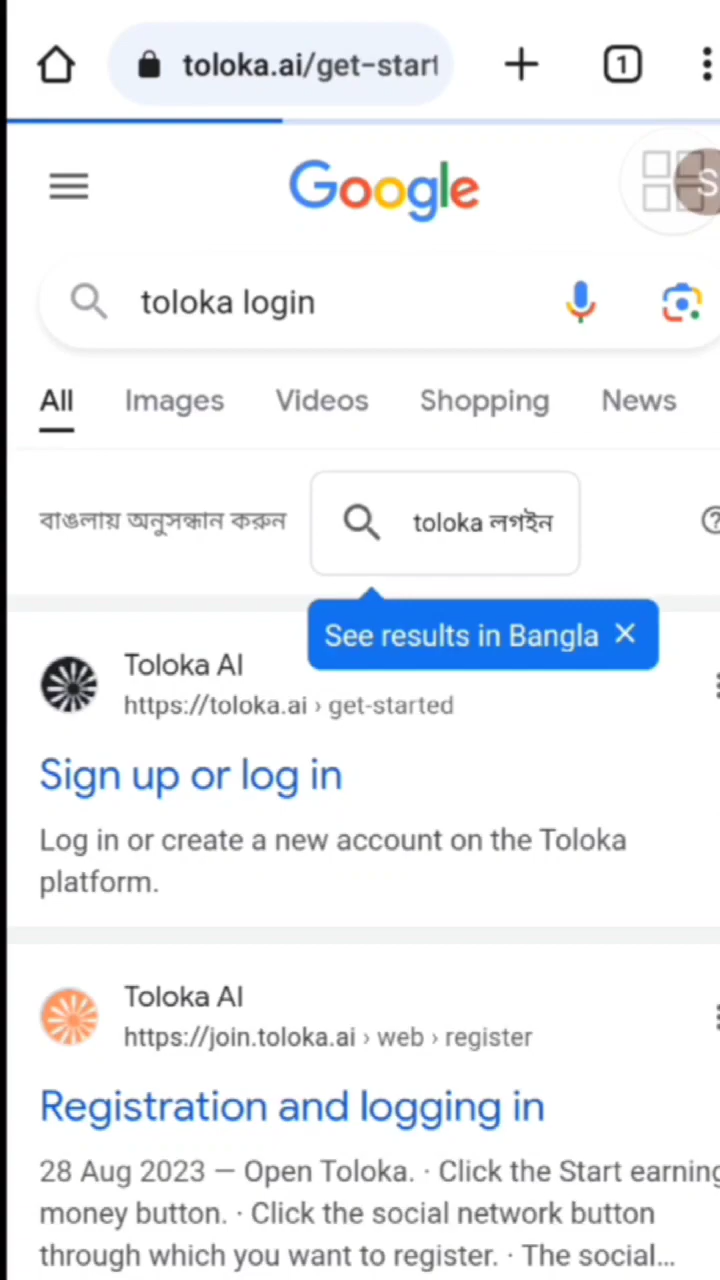 toloka.ai/get-start
1
Google
S
toloka login
All Images Videos Shopping News
বাঙলায় অনুসন্ধান করুন
toloka লগইন
See results in Bangla
Toloka AI
https://toloka.ai › get-started
Sign up or log in
Log in or create a new account on the Toloka
platform.
Toloka AI
https://join.toloka.ai › web › register
Registration and logging in
28 Aug 2023 — Open Toloka. · Click the Start earning
money button. · Click the social network button
through which you want to register. · The social...